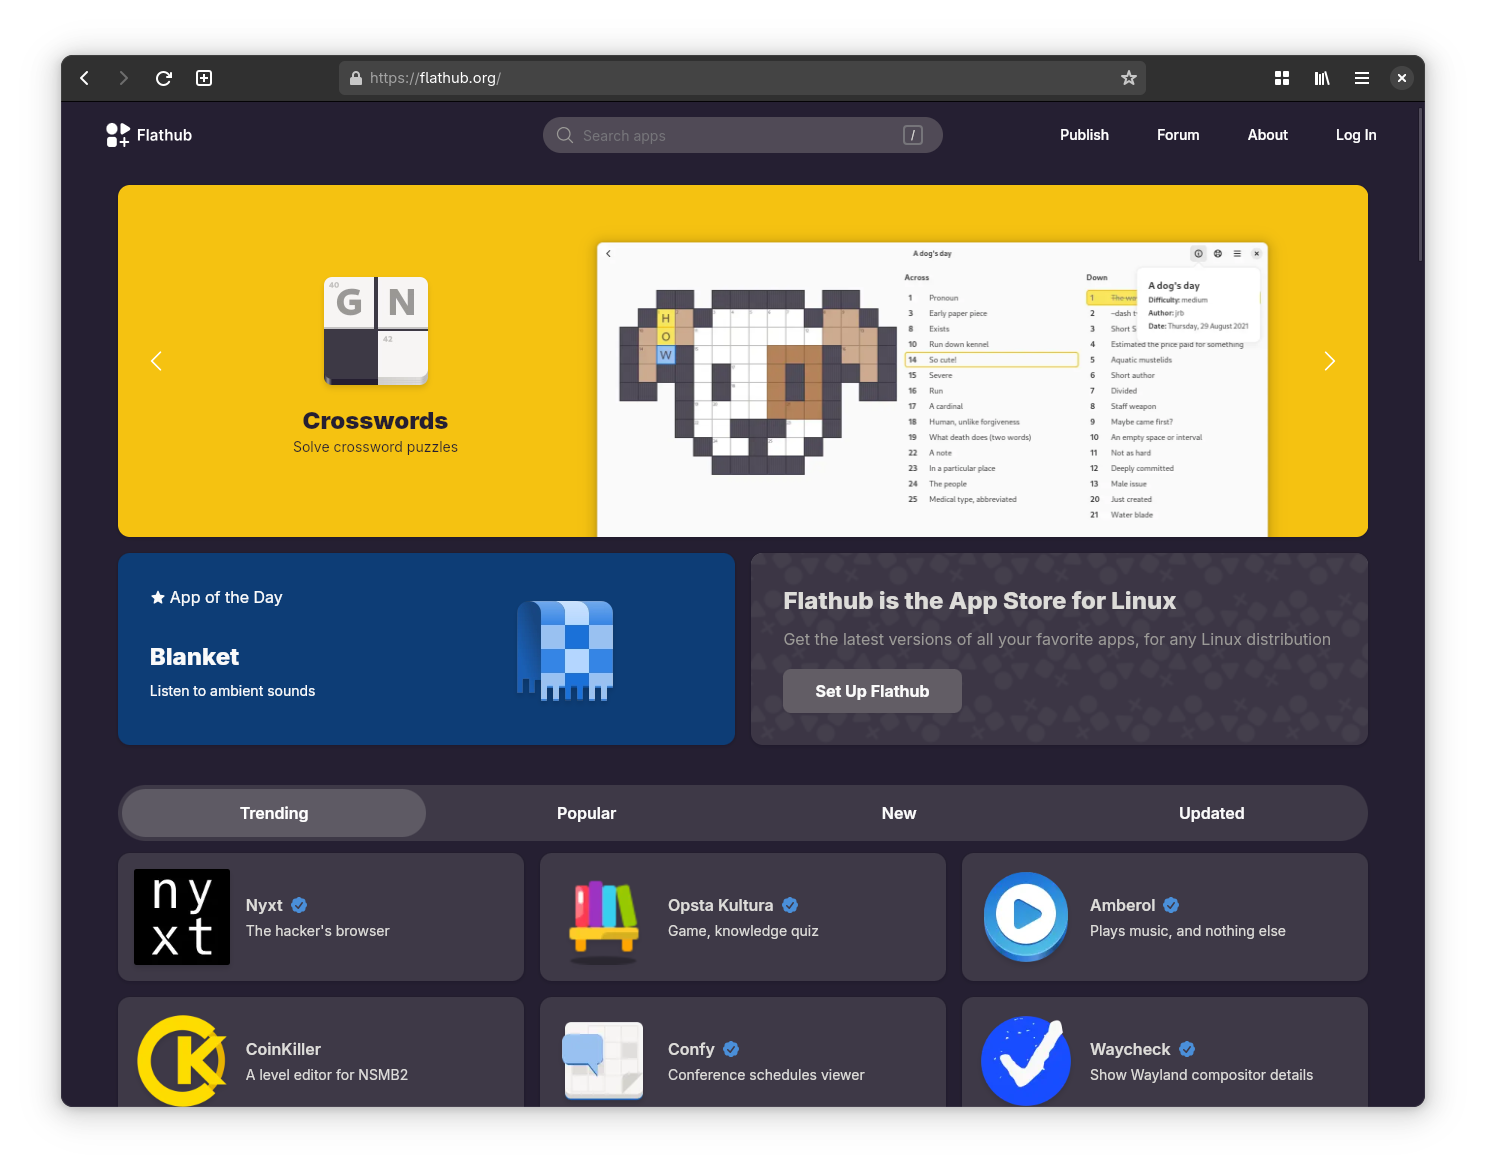 https://flathub.org/
Flathub
Search apps
/
Publish
Forum
About
Log In
40
G N
42
Crosswords
Solve crossword puzzles
A dog's day
H
O
W
Across
1 Pronoun
3 Early paper piece
8 Exists
10 Run down kennel
14 So cute!
15 Severe
16 Run
17 A cardinal
18 Human, unlike forgiveness
19 What death does (two words)
22 A note
23 In a particular place
24 The people
25 Medical type, abbreviated
Down
1 The wa
2 –dash
3 Short S
4 Estimated the price paid for something
5 Aquatic mustelids
6 Short author
7 Divided
8 Staff weapon
9 Maybe came first?
10 An empty space or interval
11 Not as hard
12 Deeply committed
13 Male issue
20 Just created
21 Water blade
A dog's day
Difficulty: medium
Author: jrb
Date: Thursday, 29 August 2021
App of the Day
Blanket
Listen to ambient sounds
Flathub is the App Store for Linux
Get the latest versions of all your favorite apps, for any Linux distribution
Set Up Flathub
Trending
Popular
New
Updated
ny
xt
Nyxt
The hacker's browser
Opsta Kultura
Game, knowledge quiz
Amberol
Plays music, and nothing else
CK
CoinKiller
A level editor for NSMB2
Confy
Conference schedules viewer
Waycheck
Show Wayland compositor details